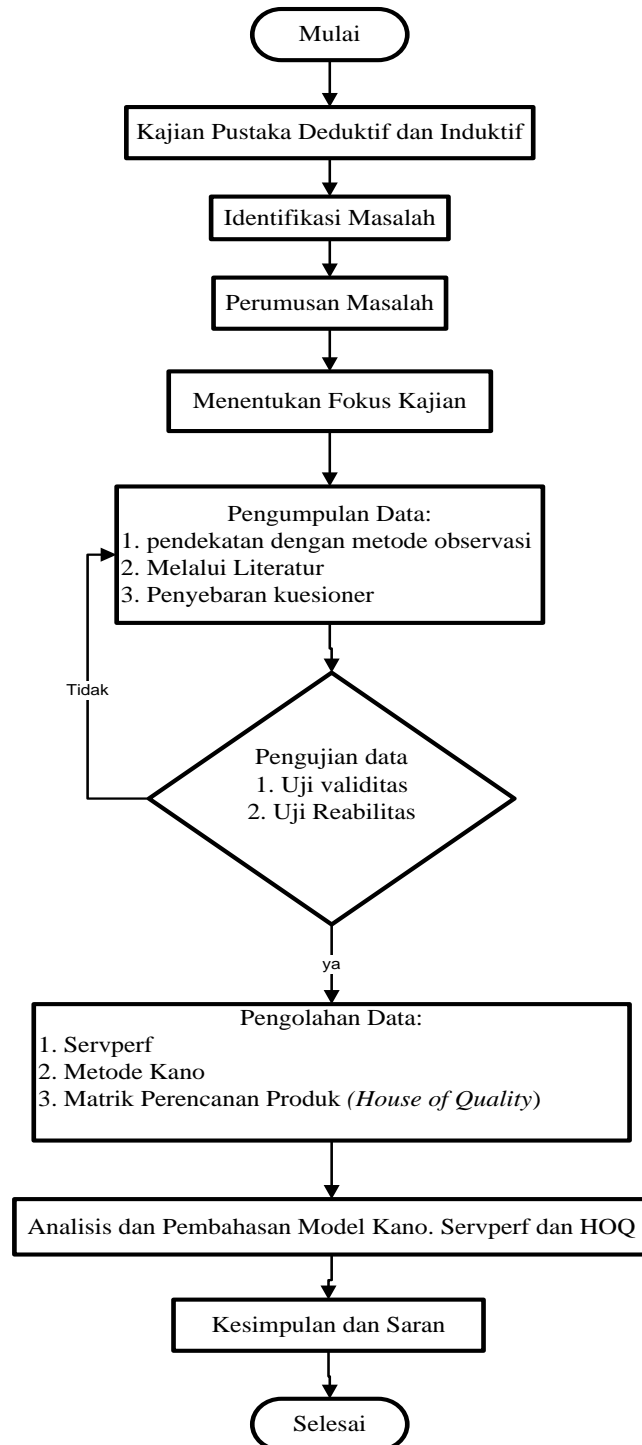 Mulai
Kajian Pustaka Deduktif dan Induktif
Identifikasi Masalah
Perumusan Masalah
Menentukan Fokus Kajian
Pengumpulan Data:
1. pendekatan dengan metode observasi
2. Melalui Literatur
3. Penyebaran kuesioner
Tidak
Pengujian data
1. Uji validitas
2. Uji Reabilitas
ya
Pengolahan Data:
1. Servperf
2. Metode Kano
3. Matrik Perencanan Produk (House of Quality)
Analisis dan Pembahasan Model Kano. Servperf dan HOQ
Kesimpulan dan Saran
Selesai